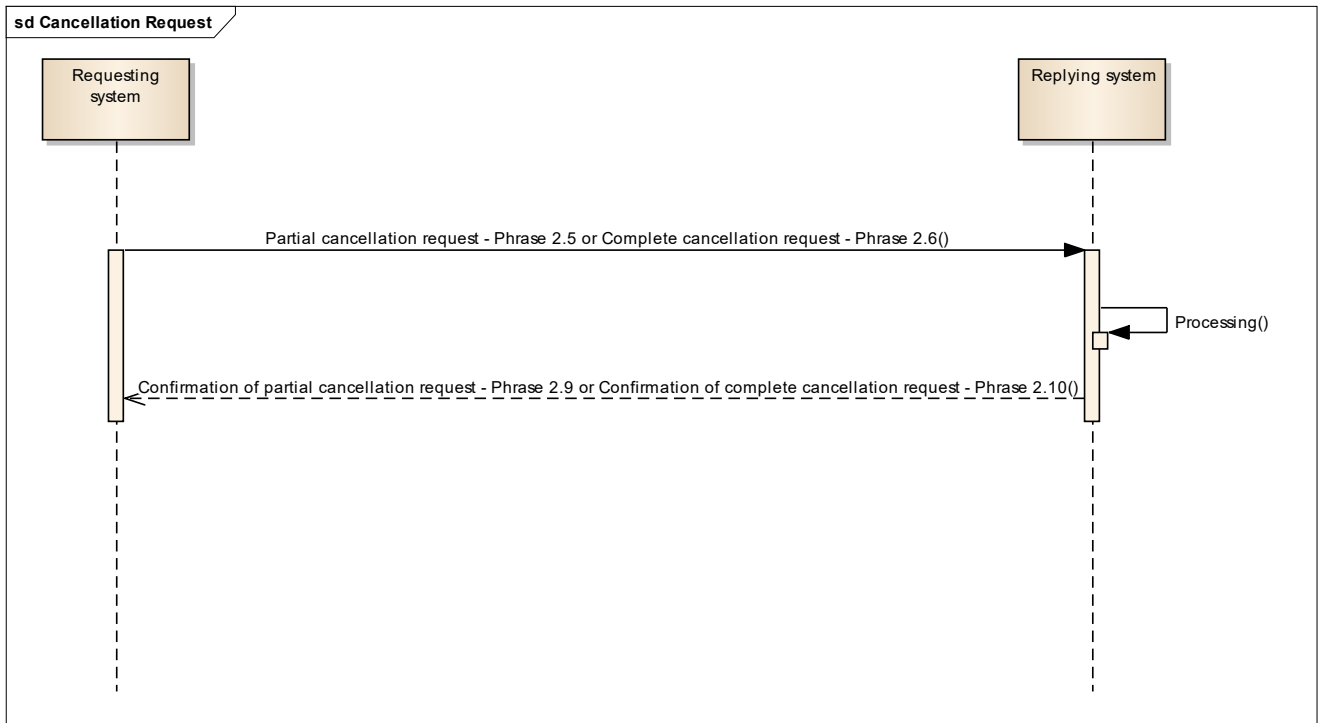 sd Cancellation Request
Requesting
system
Replying system
Partial cancellation request - Phrase 2.5 or Complete cancellation request - Phrase 2.6()
Processing()
Confirmation of partial cancellation request - Phrase 2.9 or Confirmation of complete cancellation request - Phrase 2.10()